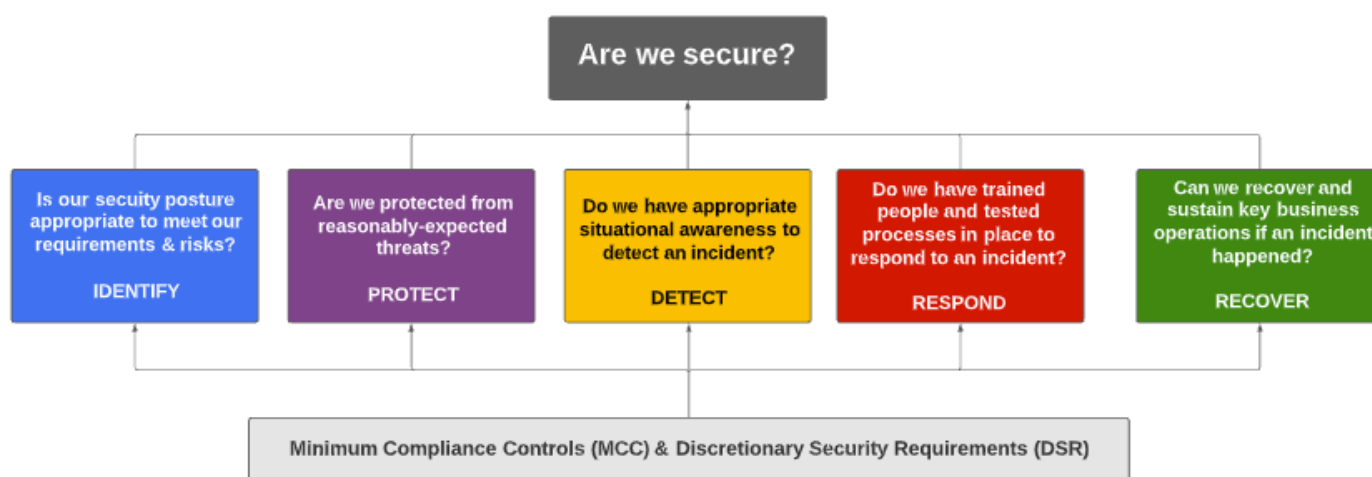 Are we secure?
Is our secuity posture
appropriate to meet our
requirements & risks?
IDENTIFY
Are we protected from
reasonably-expected
threats?
PROTECT
Do we have appropriate
situational awareness to
detect an incident?
DETECT
Do we have trained
people and tested
processes in place to
respond to an incident?
RESPOND
Can we recover and
sustain key business
operations if an incident
happened?
RECOVER
Minimum Compliance Controls (MCC) & Discretionary Security Requirements (DSR)